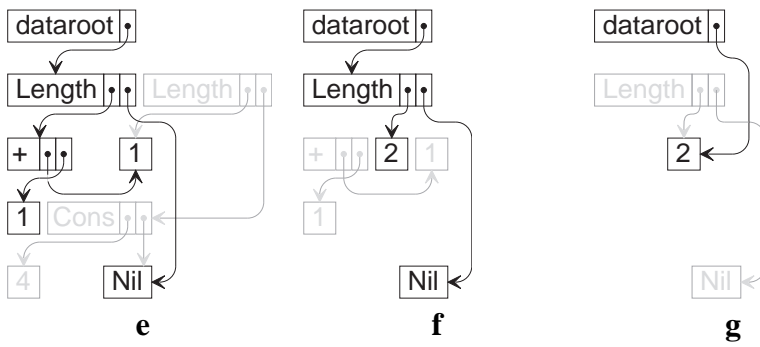 dataroot dataroot dataroot
Length Length Length Length
+ 1 + 2 1 2
1 Cons 1
4 Nil Nil Nil
e f g